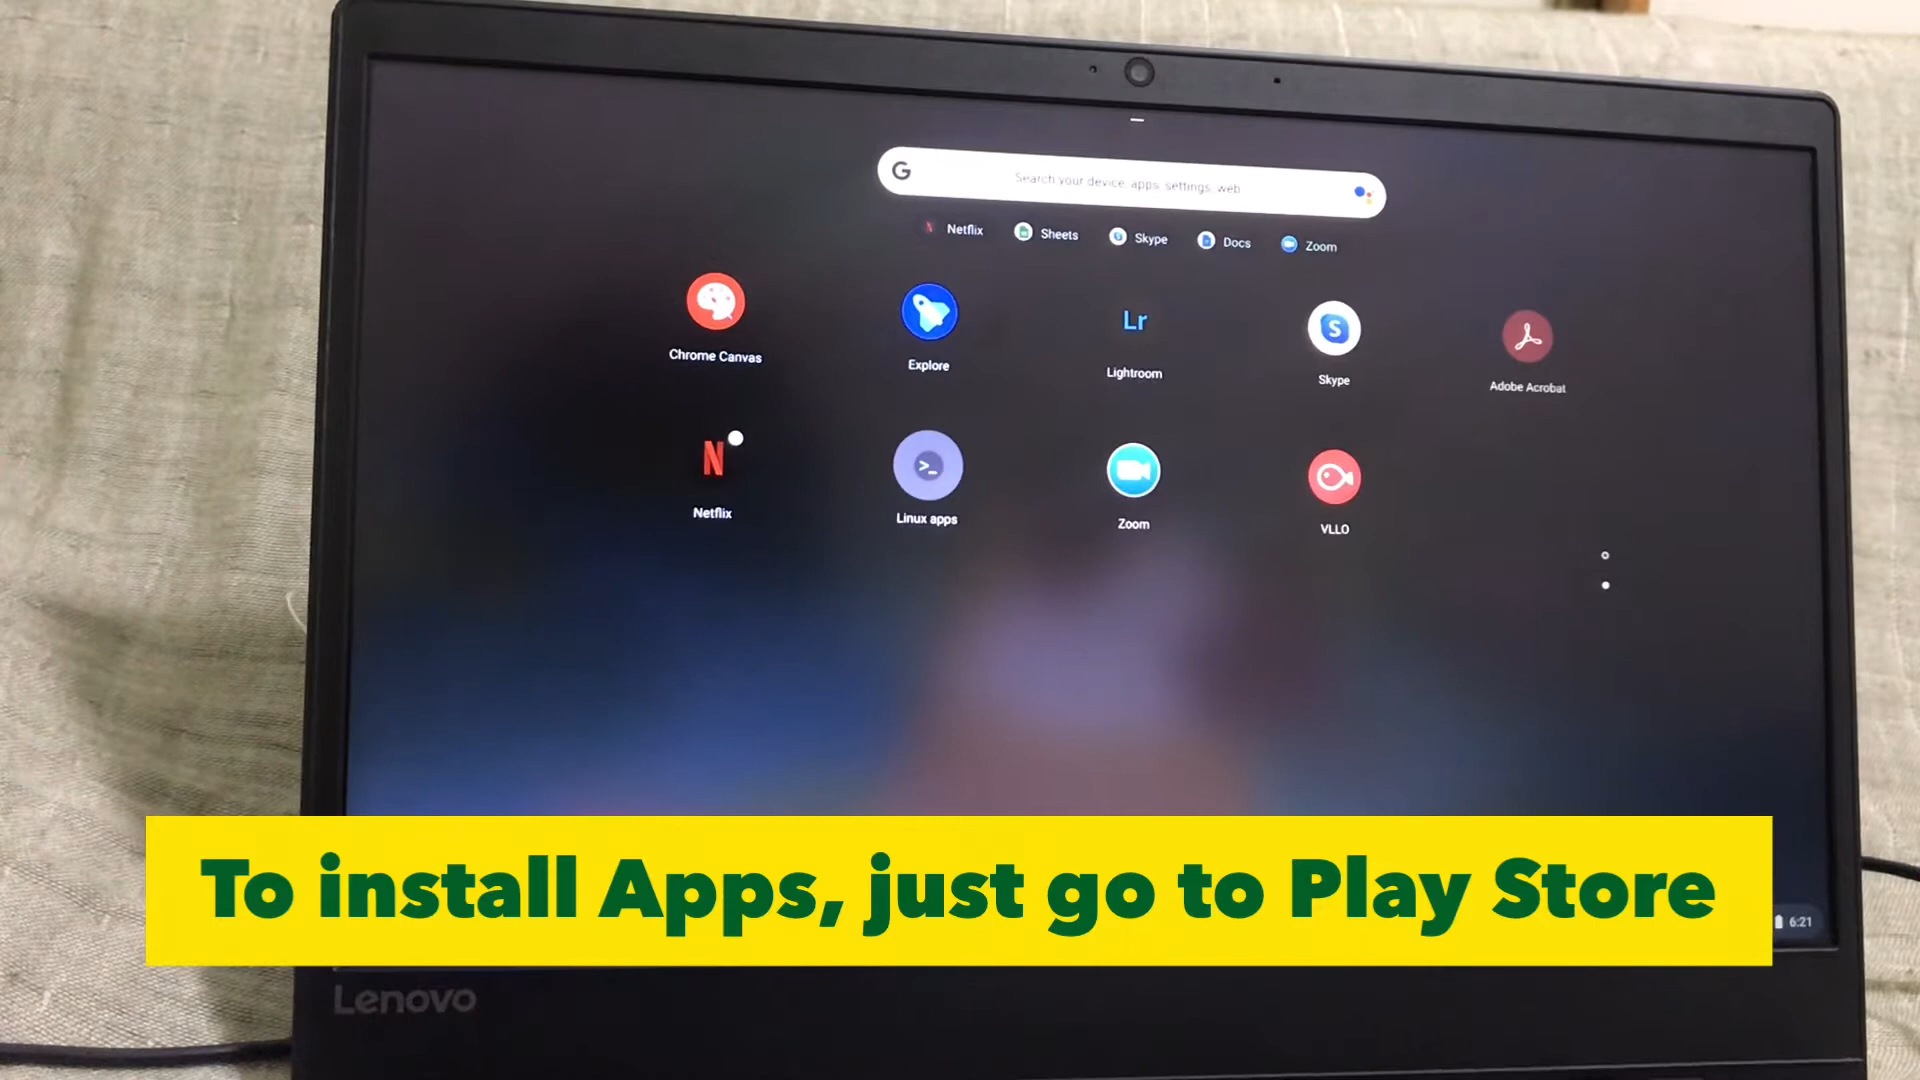 G Search your device, apps, settings, web
Netflix Sheets Skype Docs Zoom
Chrome Canvas Explore Lr Lightroom S Skype Adobe Acrobat
N Netflix >_ Linux apps Zoom VLLO
To install Apps, just go to Play Store
6:21
Lenovo